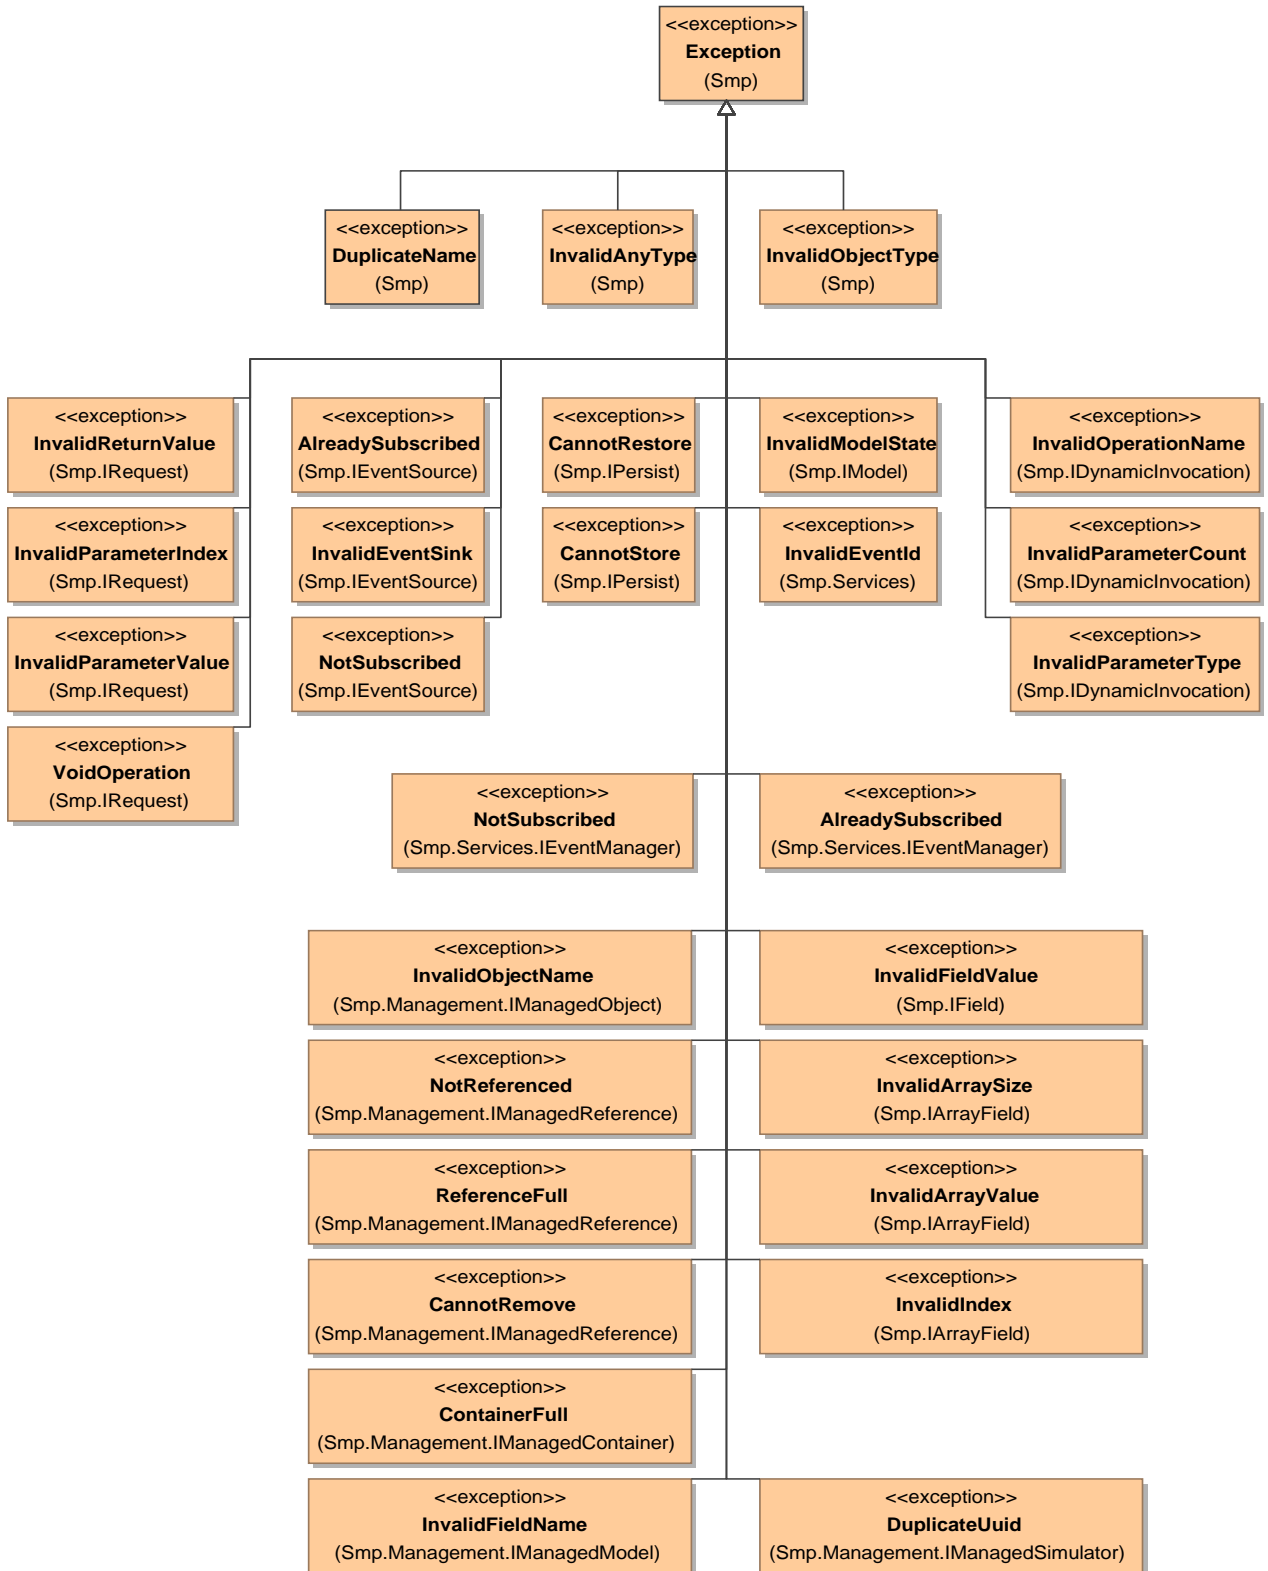 <<exception>>
Exception
(Smp)
<<exception>>
DuplicateName
(Smp)
<<exception>>
InvalidAnyType
(Smp)
<<exception>>
InvalidObjectType
(Smp)
<<exception>>
InvalidReturnValue
(Smp.IRequest)
<<exception>>
AlreadySubscribed
(Smp.IEventSource)
<<exception>>
CannotRestore
(Smp.IPersist)
<<exception>>
InvalidModelState
(Smp.IModel)
<<exception>>
InvalidOperationName
(Smp.IDynamicInvocation)
<<exception>>
InvalidParameterIndex
(Smp.IRequest)
<<exception>>
InvalidEventSink
(Smp.IEventSource)
<<exception>>
CannotStore
(Smp.IPersist)
<<exception>>
InvalidEventId
(Smp.Services)
<<exception>>
InvalidParameterCount
(Smp.IDynamicInvocation)
<<exception>>
InvalidParameterValue
(Smp.IRequest)
<<exception>>
NotSubscribed
(Smp.IEventSource)
<<exception>>
InvalidParameterType
(Smp.IDynamicInvocation)
<<exception>>
VoidOperation
(Smp.IRequest)
<<exception>>
NotSubscribed
(Smp.Services.IEventManager)
<<exception>>
AlreadySubscribed
(Smp.Services.IEventManager)
<<exception>>
InvalidObjectName
(Smp.Management.IManagedObject)
<<exception>>
InvalidFieldValue
(Smp.IField)
<<exception>>
NotReferenced
(Smp.Management.IManagedReference)
<<exception>>
InvalidArraySize
(Smp.IArrayField)
<<exception>>
ReferenceFull
(Smp.Management.IManagedReference)
<<exception>>
InvalidArrayValue
(Smp.IArrayField)
<<exception>>
CannotRemove
(Smp.Management.IManagedReference)
<<exception>>
InvalidIndex
(Smp.IArrayField)
<<exception>>
ContainerFull
(Smp.Management.IManagedContainer)
<<exception>>
InvalidFieldName
(Smp.Management.IManagedModel)
<<exception>>
DuplicateUuid
(Smp.Management.IManagedSimulator)